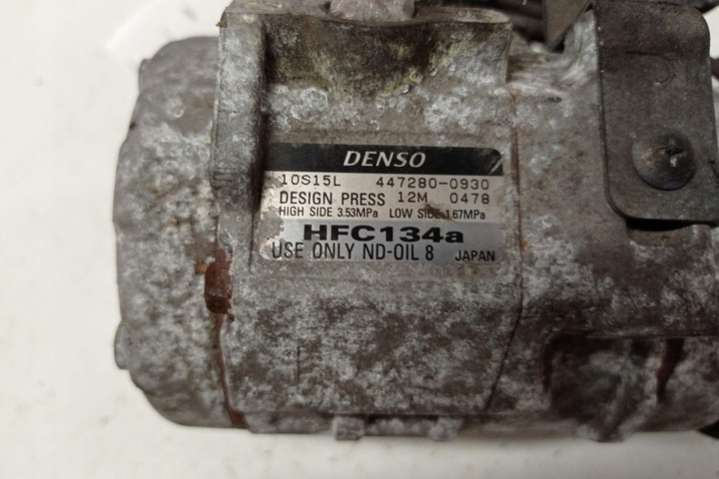 DENSO
10S15L 447280-0930
DESIGN PRESS 12M 0478
HIGH SIDE 3.53MPa LOW SIDE 1.67MPa
HFC134a
USE ONLY ND-OIL 8 JAPAN